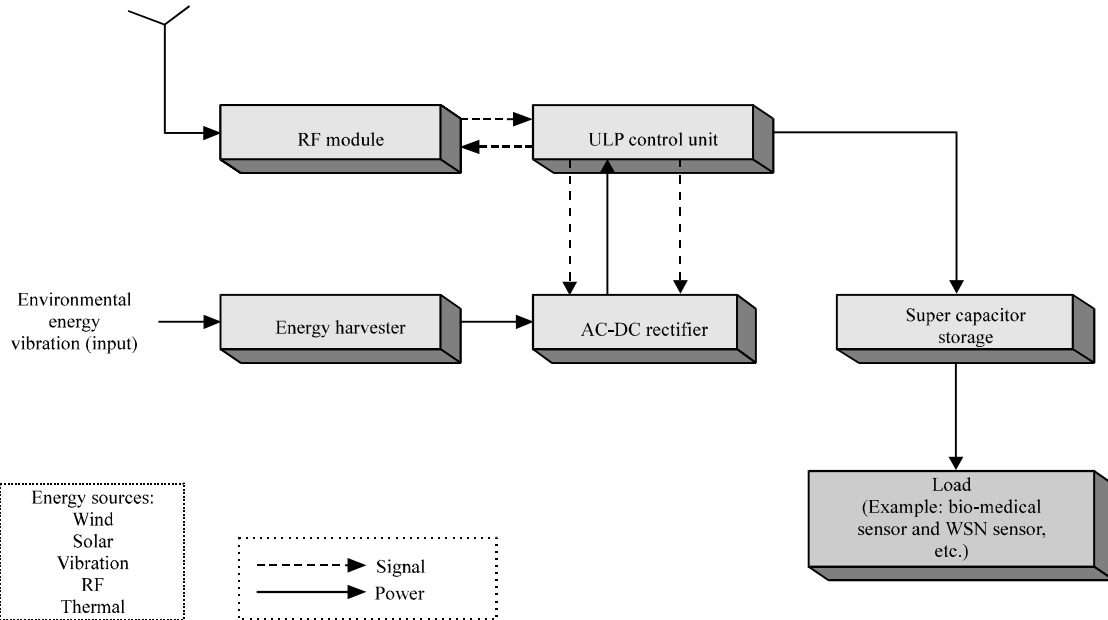 RF module
ULP control unit
Environmental
energy
vibration (input)
Energy harvester
AC-DC rectifier
Super capacitor
storage
Load
(Example: bio-medical
sensor and WSN sensor,
etc.)
Energy sources:
Wind
Solar
Vibration
RF
Thermal
Signal
Power